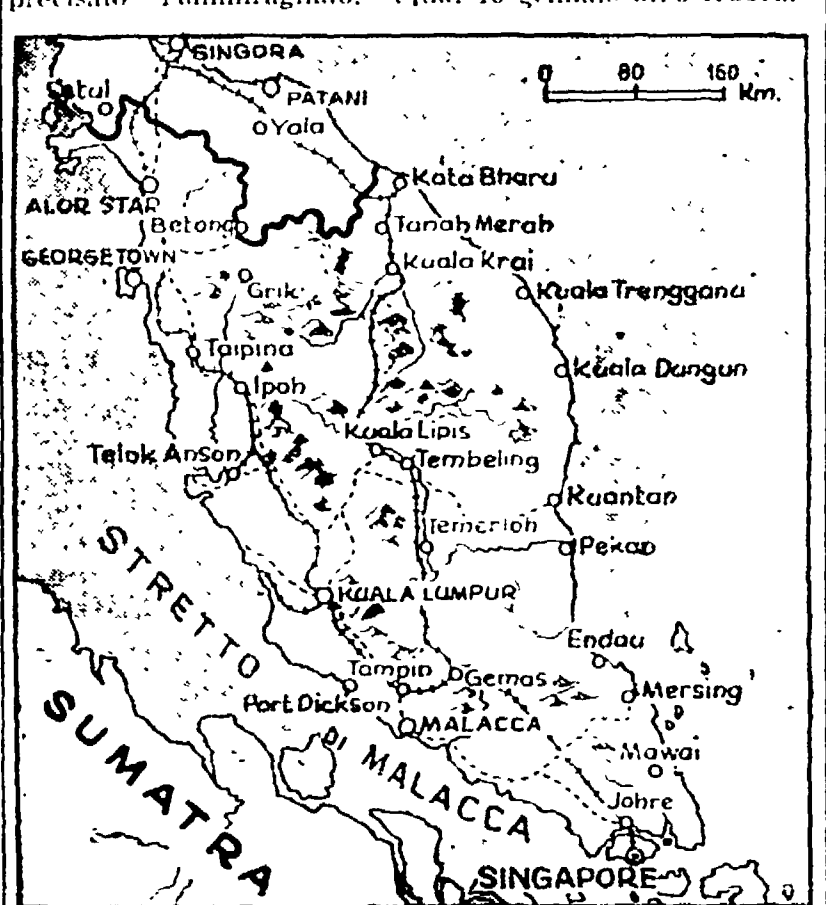 SINGORA
0 80 160
Km.
PATANI
Yala
Kota Bharu
ALOR STAR
Betong
Tanah Merah
GEORGETOWN
Kuala Krai
Grik
Kuala Trengganu
Taipina
Ipoh
Kuala Dungun
Kuala Lipis
Telok Anson
Tembeling
Kuantan
Temerloh
Pekan
STRETTO
KUALA LUMPUR
Endau
Tampin
Gemas
Port Dickson
Mersing
SUMATRA
MALACCA
DI MALACCA
Mawai
Johre
SINGAPORE